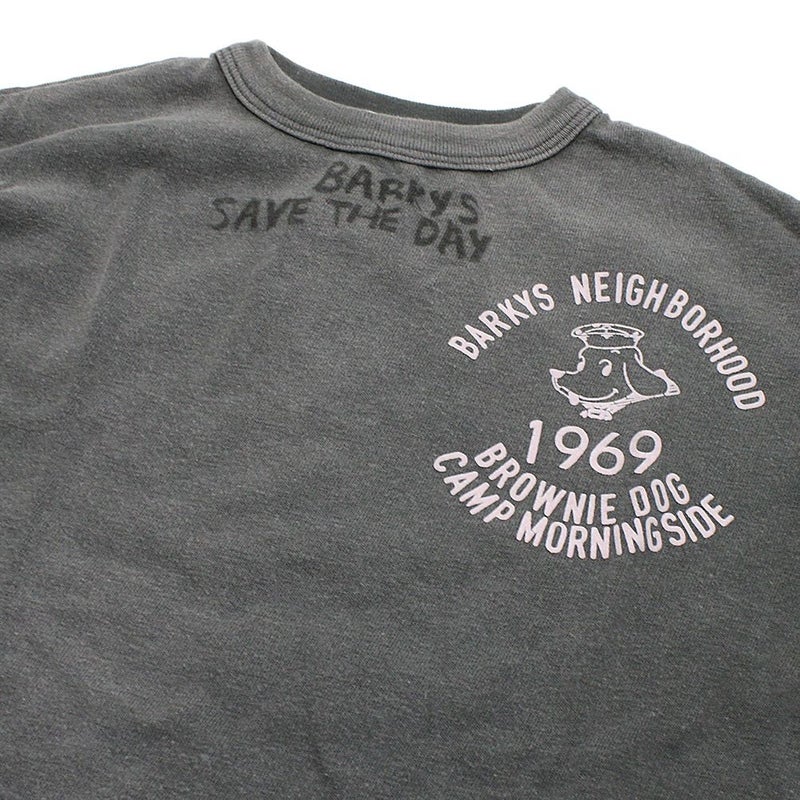 BARKYS
SAVE THE DAY
BARKYS NEIGHBORHOOD
1969
BROWNIE DOG
CAMP MORNINGSIDE